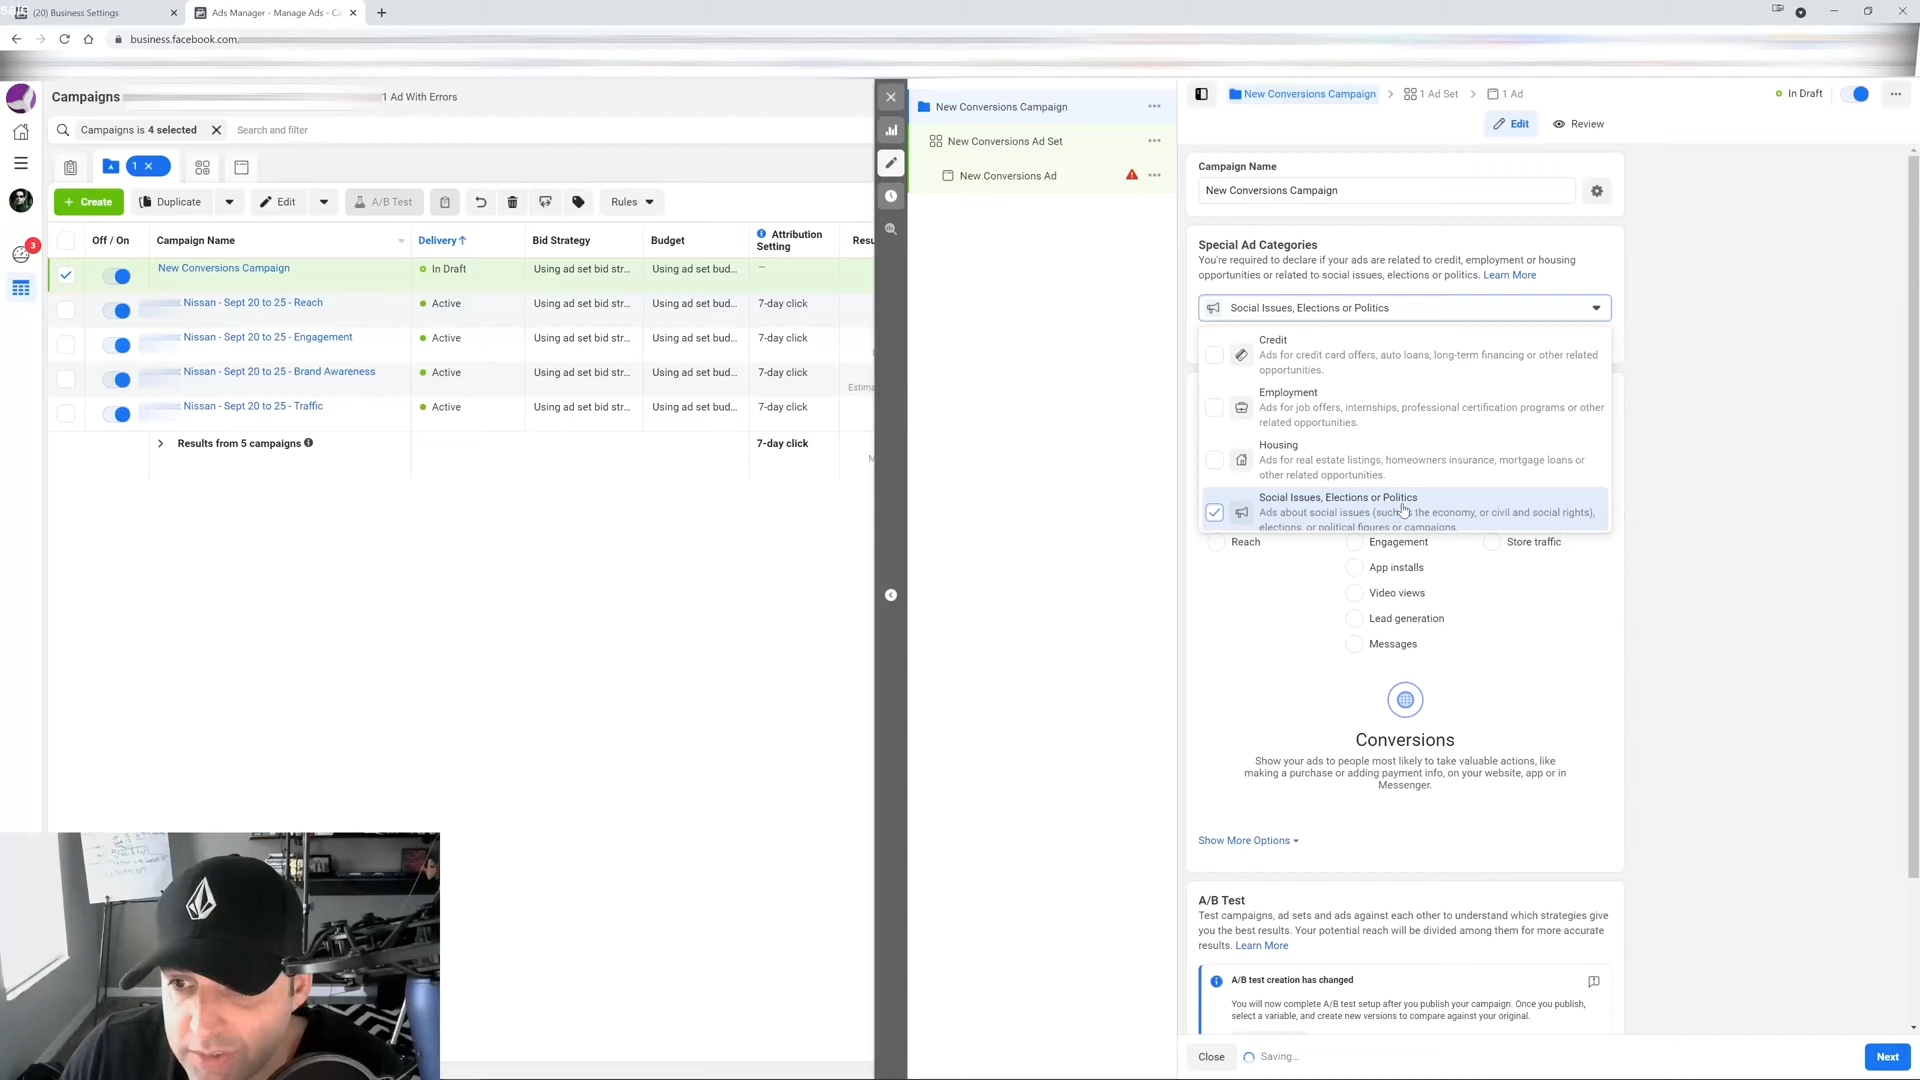 (20) Business Settings
Ads Manager - Manage Ads - C
business.facebook.com
Campaigns
1 Ad With Errors
Campaigns is 4 selected
Search and filter
1
Create
Duplicate
Edit
A/B Test
Rules
3
Off / On
Campaign Name
Delivery
Bid Strategy
Budget
Attribution Setting
Resu
New Conversions Campaign
In Draft
Using ad set bid str...
Using ad set bud...
–
Nissan - Sept 20 to 25 - Reach
Active
Using ad set bid str...
Using ad set bud...
7-day click
Nissan - Sept 20 to 25 - Engagement
Active
Using ad set bid str...
Using ad set bud...
7-day click
Nissan - Sept 20 to 25 - Brand Awareness
Active
Using ad set bid str...
Using ad set bud...
7-day click
Estima
Nissan - Sept 20 to 25 - Traffic
Active
Using ad set bid str...
Using ad set bud...
7-day click
Results from 5 campaigns
7-day click
New Conversions Campaign
New Conversions Ad Set
New Conversions Ad
New Conversions Campaign
1 Ad Set
1 Ad
In Draft
Edit
Review
Campaign Name
New Conversions Campaign
Special Ad Categories
You're required to declare if your ads are related to credit, employment or housing
opportunities or related to social issues, elections or politics. Learn More
Social Issues, Elections or Politics
Credit
Ads for credit card offers, auto loans, long-term financing or other related
opportunities.
Employment
Ads for job offers, internships, professional certification programs or other
related opportunities.
Housing
Ads for real estate listings, homeowners insurance, mortgage loans or
other related opportunities.
Social Issues, Elections or Politics
Ads about social issues (such the economy, or civil and social rights),
elections, or political figures or campaigns.
Reach
Engagement
Store traffic
App installs
Video views
Lead generation
Messages
Conversions
Show your ads to people most likely to take valuable actions, like
making a purchase or adding payment info, on your website, app or in
Messenger.
Show More Options
A/B Test
Test campaigns, ad sets and ads against each other to understand which strategies give
you the best results. Your potential reach will be divided among them for more accurate
results. Learn More
A/B test creation has changed
You will now complete A/B test setup after you publish your campaign. Once you publish,
select a variable, and create new versions to compare against your original.
Close
Saving...
Next